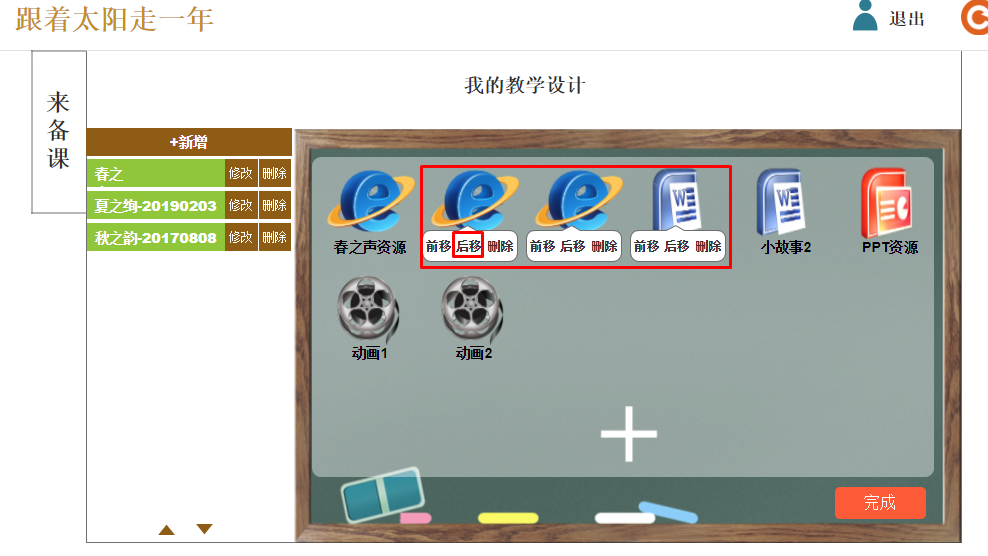 跟着太阳走一年
退出
我的教学设计
来
备
课
+新增
春之 修改 删除
夏之绚-20190203 修改 删除
秋之韵-20170808 修改 删除
春之声资源
前移 后移 删除
前移 后移 删除
前移 后移 删除
小故事2
PPT资源
动画1
动画2
完成